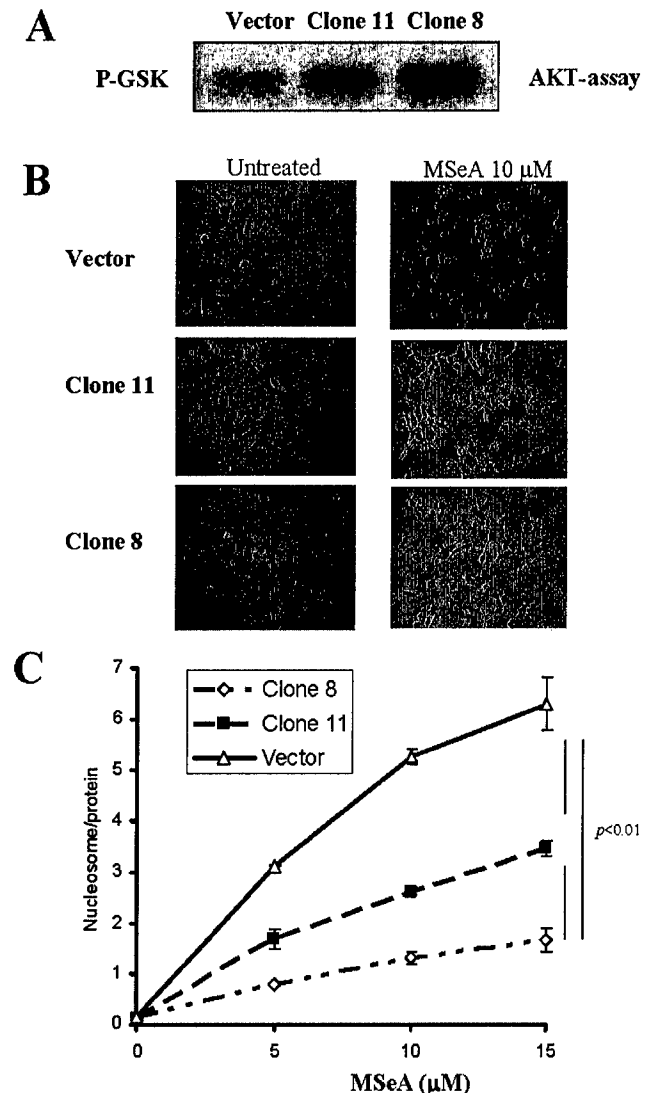 A
Vector Clone 11 Clone 8
P-GSK
AKT-assay
B
Untreated
MSeA 10 µM
Vector
Clone 11
Clone 8
C
7
6
5
4
3
2
1
0
Nucleosome/protein
Clone 8
Clone 11
Vector
p<0.01
0 5 10 15
MSeA (µM)